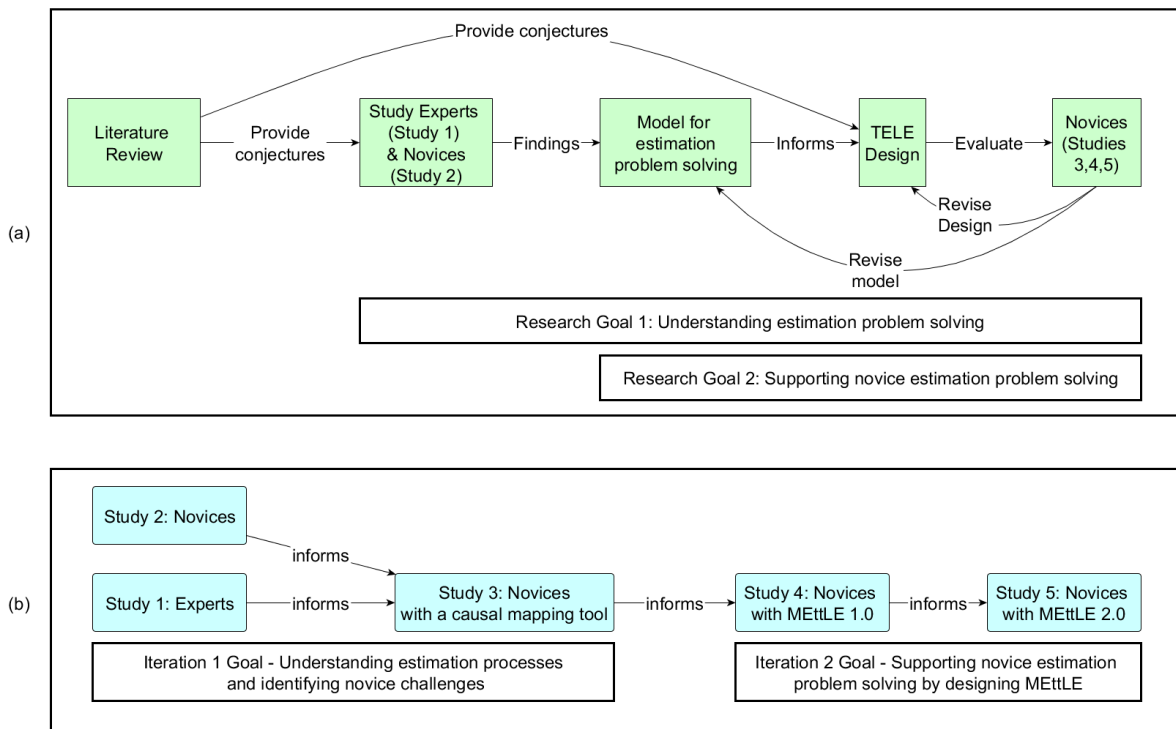 Provide conjectures
Literature
Review
Provide
conjectures
Study Experts
(Study 1)
& Novices
(Study 2)
Findings
Model for
estimation
problem solving
Informs
TELE
Design
Evaluate
Novices
(Studies
3,4,5)
Revise
Design
Revise
model
(a)
Research Goal 1: Understanding estimation problem solving
Research Goal 2: Supporting novice estimation problem solving
Study 2: Novices
informs
Study 1: Experts
informs
Study 3: Novices
with a causal mapping tool
informs
Study 4: Novices
with MEttLE 1.0
informs
Study 5: Novices
with MEttLE 2.0
(b)
Iteration 1 Goal - Understanding estimation processes
and identifying novice challenges
Iteration 2 Goal - Supporting novice estimation
problem solving by designing MEttLE